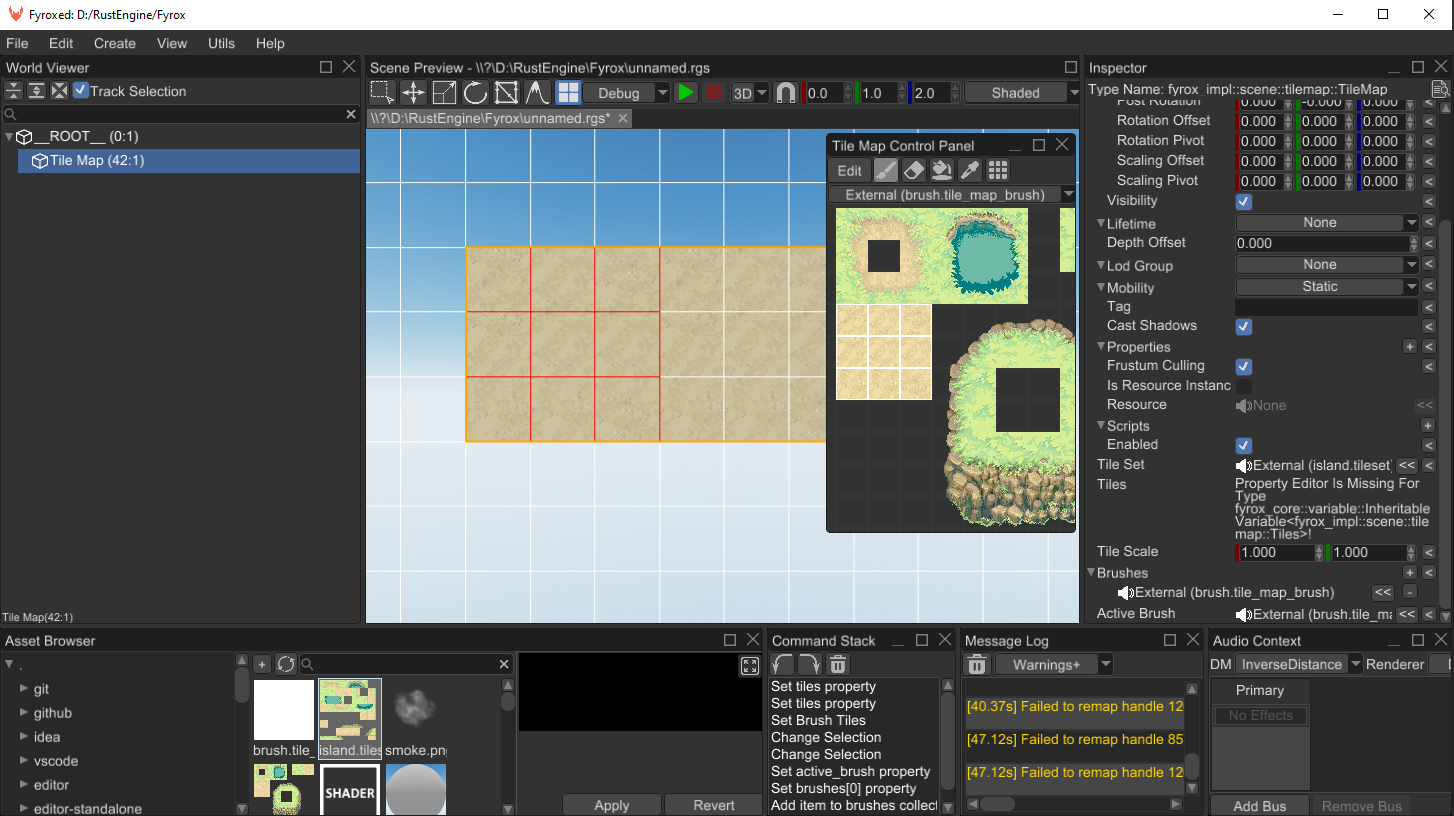 Fyroxed: D:/RustEngine/Fyrox
File Edit Create View Utils Help
World Viewer
Track Selection
__ROOT__ (0:1)
Tile Map (42:1)
Tile Map(42:1)
Scene Preview - \\?\D:\RustEngine\Fyrox\unnamed.rgs
Debug 3D 0.0 1.0 2.0 Shaded
\\?\D:\RustEngine\Fyrox\unnamed.rgs*
Tile Map Control Panel
Edit
External (brush.tile_map_brush)
Inspector
Type Name: fyrox_impl::scene::tilemap::TileMap
Post Rotation 0.000 -0.000 0.000
Rotation Offset 0.000 0.000 0.000
Rotation Pivot 0.000 0.000 0.000
Scaling Offset 0.000 0.000 0.000
Scaling Pivot 0.000 0.000 0.000
Visibility <
Lifetime None <
Depth Offset 0.000 <
Lod Group None <
Mobility Static <
Tag <
Cast Shadows <
Properties + <
Frustum Culling <
Is Resource Instanc
Resource None <<
Scripts +
Enabled <
Tile Set External (island.tileset) << <
Tiles Property Editor Is Missing For
Type
fyrox_core::variable::Inheritable
Variable<fyrox_impl::scene::tile
map::Tiles>!
Tile Scale 1.000 1.000 <
Brushes + <
External (brush.tile_map_brush) << -
Active Brush External (brush.tile_ma << <
Asset Browser
.
git
github
idea
vscode
editor
editor-standalone
+
brush.tile_ island.tiles smoke.png
SHADER
Apply Revert
Command Stack
Set tiles property
Set tiles property
Set Brush Tiles
Change Selection
Change Selection
Set active_brush property
Set brushes[0] property
Add item to brushes collect
Message Log
Warnings+
[40.37s] Failed to remap handle 12
[47.12s] Failed to remap handle 85
[47.12s] Failed to remap handle 12
Audio Context
DM InverseDistance Renderer
Primary
No Effects
Add Bus Remove Bus